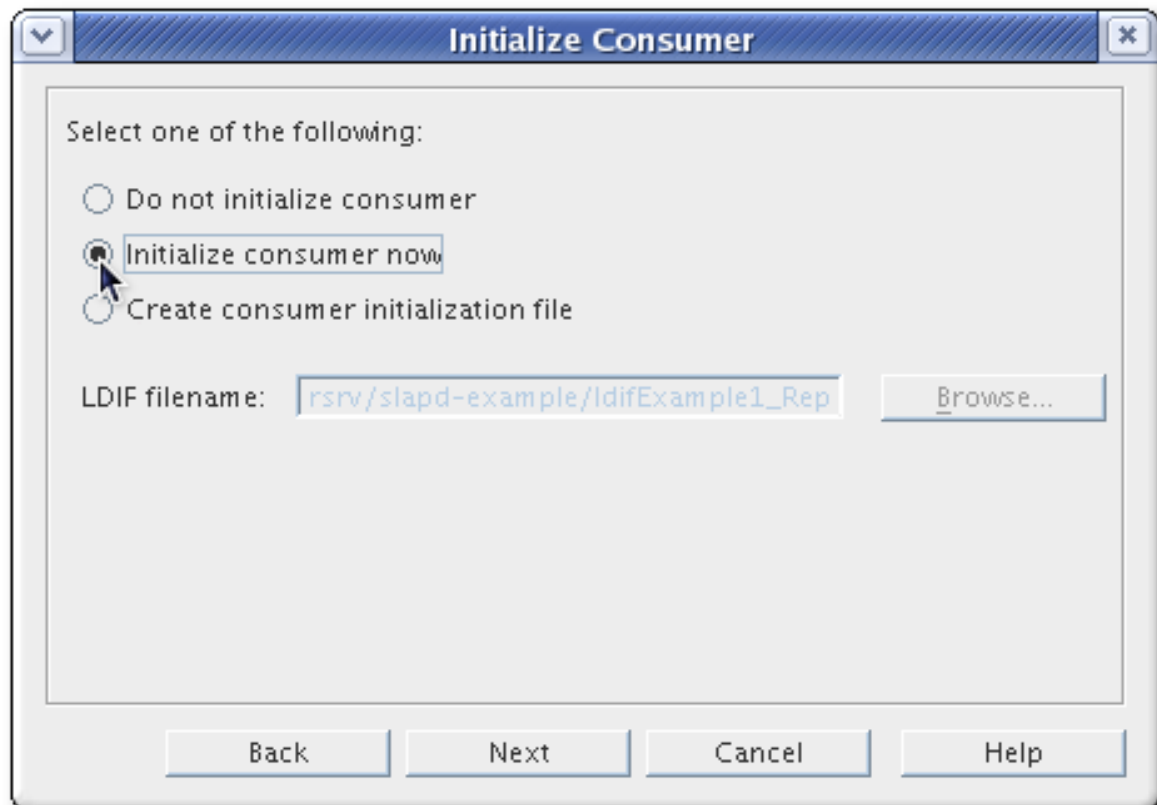 Initialize Consumer
Select one of the following:
Do not initialize consumer
Initialize consumer now
Create consumer initialization file
LDIF filename: rsrv/slapd-example/ldifExample1_Rep Browse...
Back Next Cancel Help